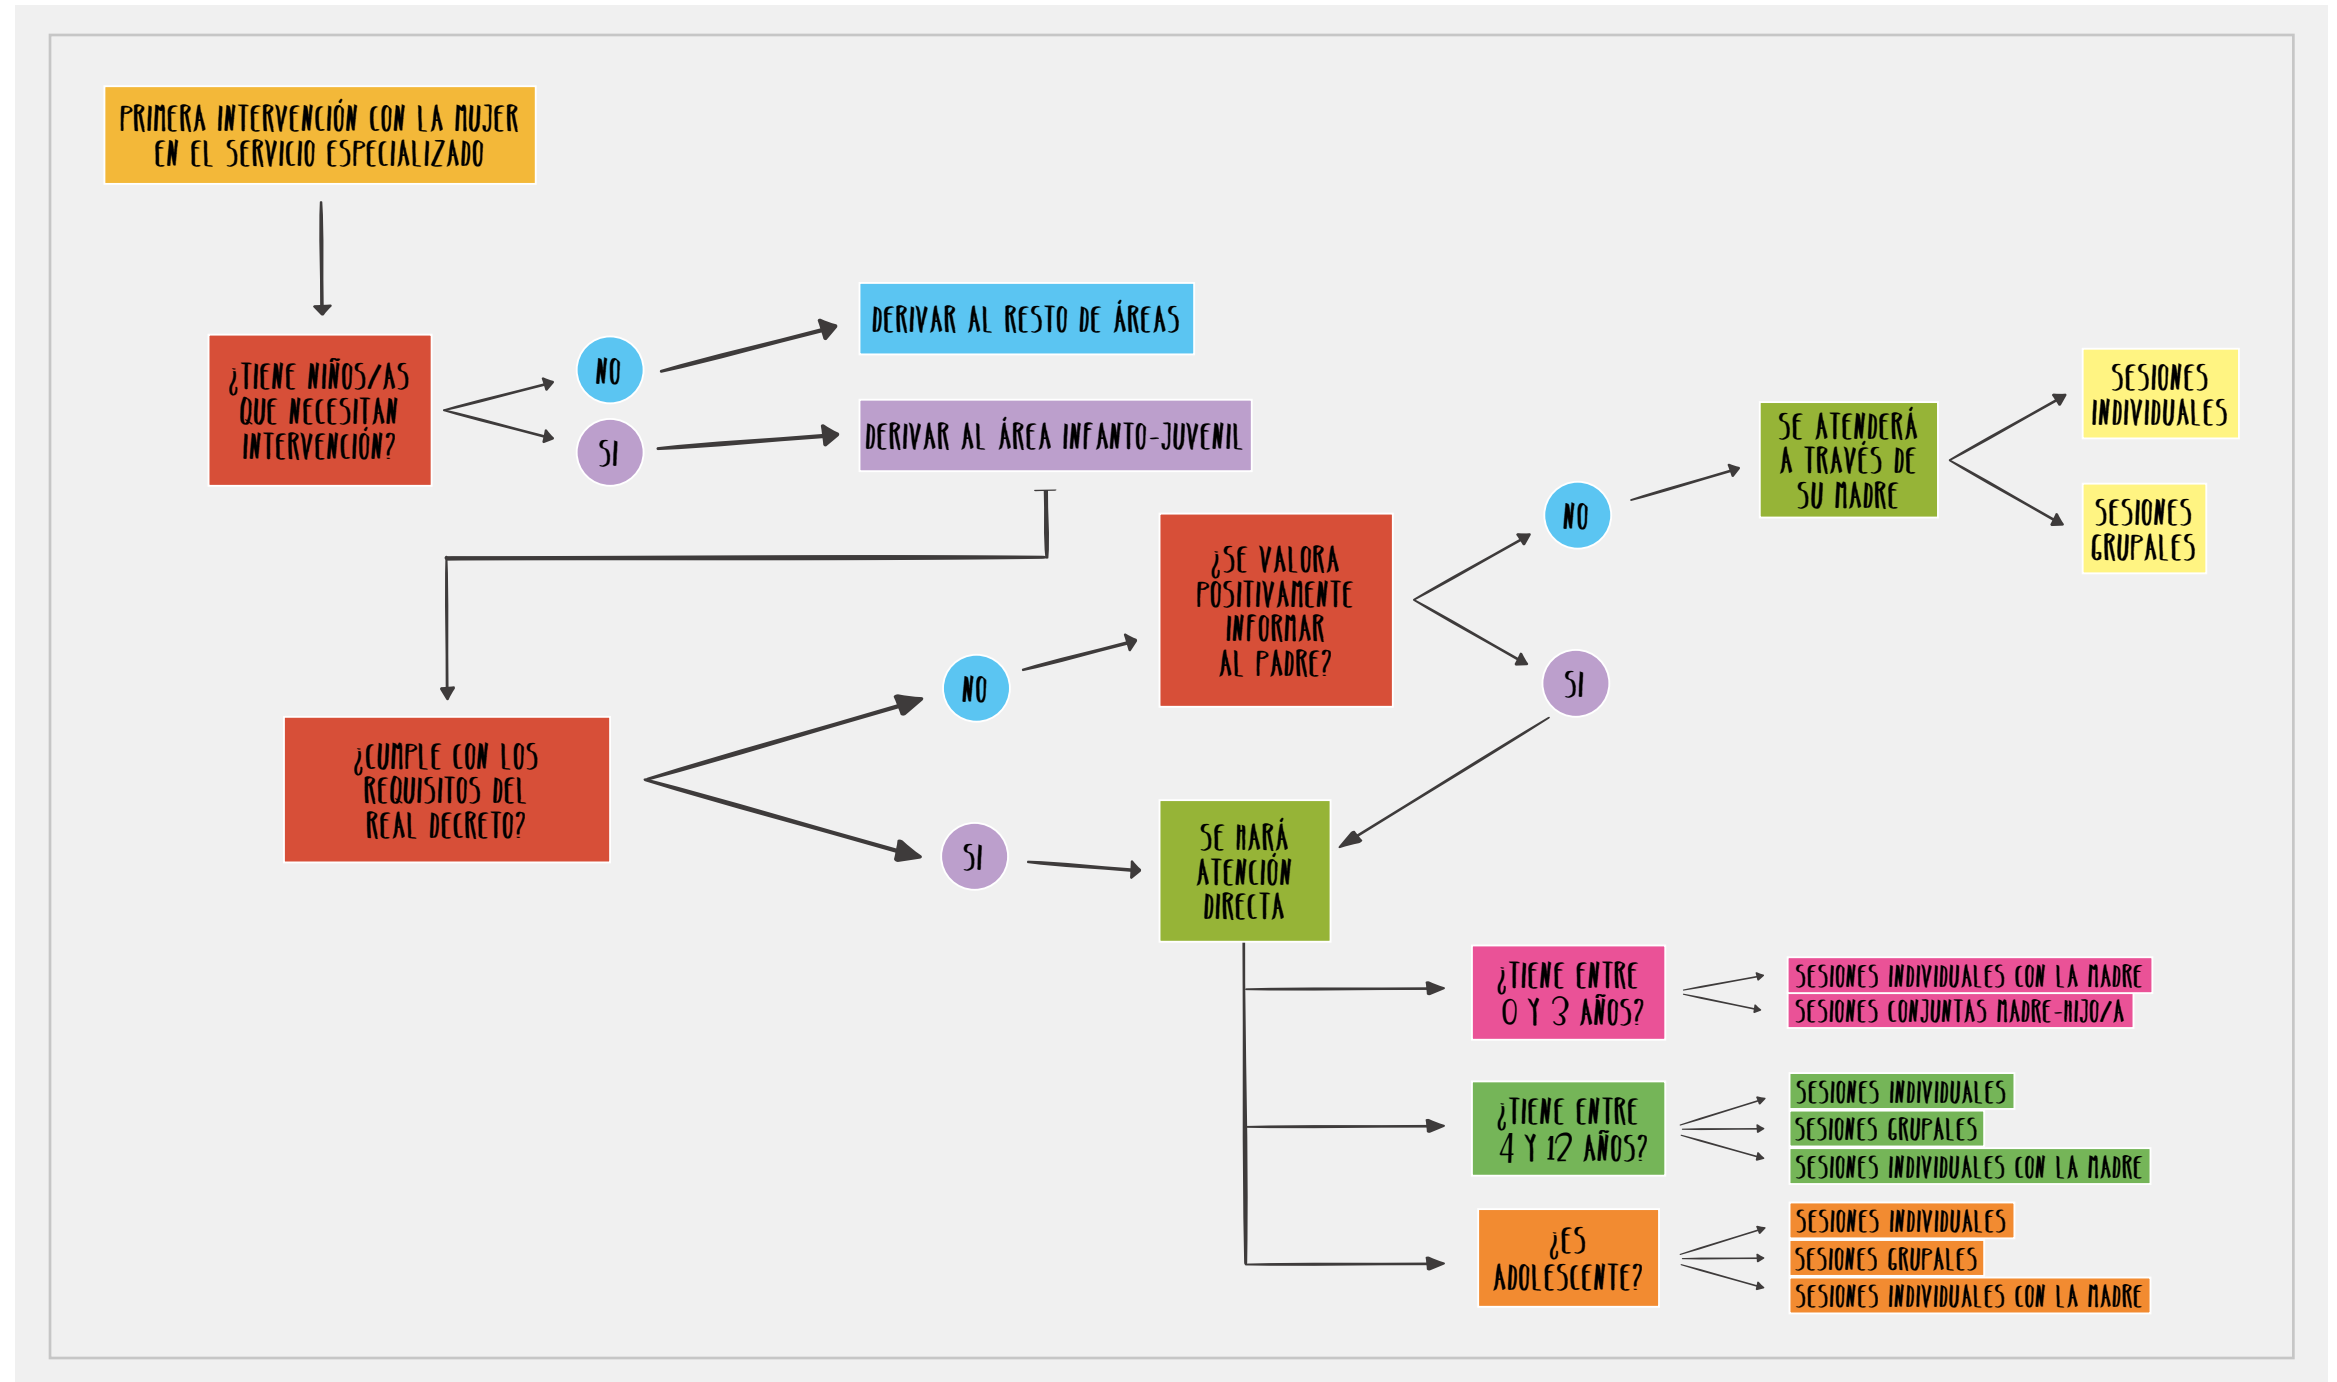 PRIMERA INTERVENCIÓN CON LA MUJER
EN EL SERVICIO ESPECIALIZADO
¿TIENE NIÑOS/AS
QUE NECESITAN
INTERVENCIÓN?
NO
SI
DERIVAR AL RESTO DE ÁREAS
DERIVAR AL ÁREA INFANTO-JUVENIL
¿CUMPLE CON LOS
REQUISITOS DEL
REAL DECRETO?
NO
SI
¿SE VALORA
POSITIVAMENTE
INFORMAR
AL PADRE?
NO
SI
SE ATENDERÁ
A TRAVÉS DE
SU MADRE
SESIONES
INDIVIDUALES
SESIONES
GRUPALES
SE HARÁ
ATENCIÓN
DIRECTA
¿TIENE ENTRE
0 Y 3 AÑOS?
SESIONES INDIVIDUALES CON LA MADRE
SESIONES CONJUNTAS MADRE-HIJO/A
¿TIENE ENTRE
4 Y 12 AÑOS?
SESIONES INDIVIDUALES
SESIONES GRUPALES
SESIONES INDIVIDUALES CON LA MADRE
¿ES
ADOLESCENTE?
SESIONES INDIVIDUALES
SESIONES GRUPALES
SESIONES INDIVIDUALES CON LA MADRE